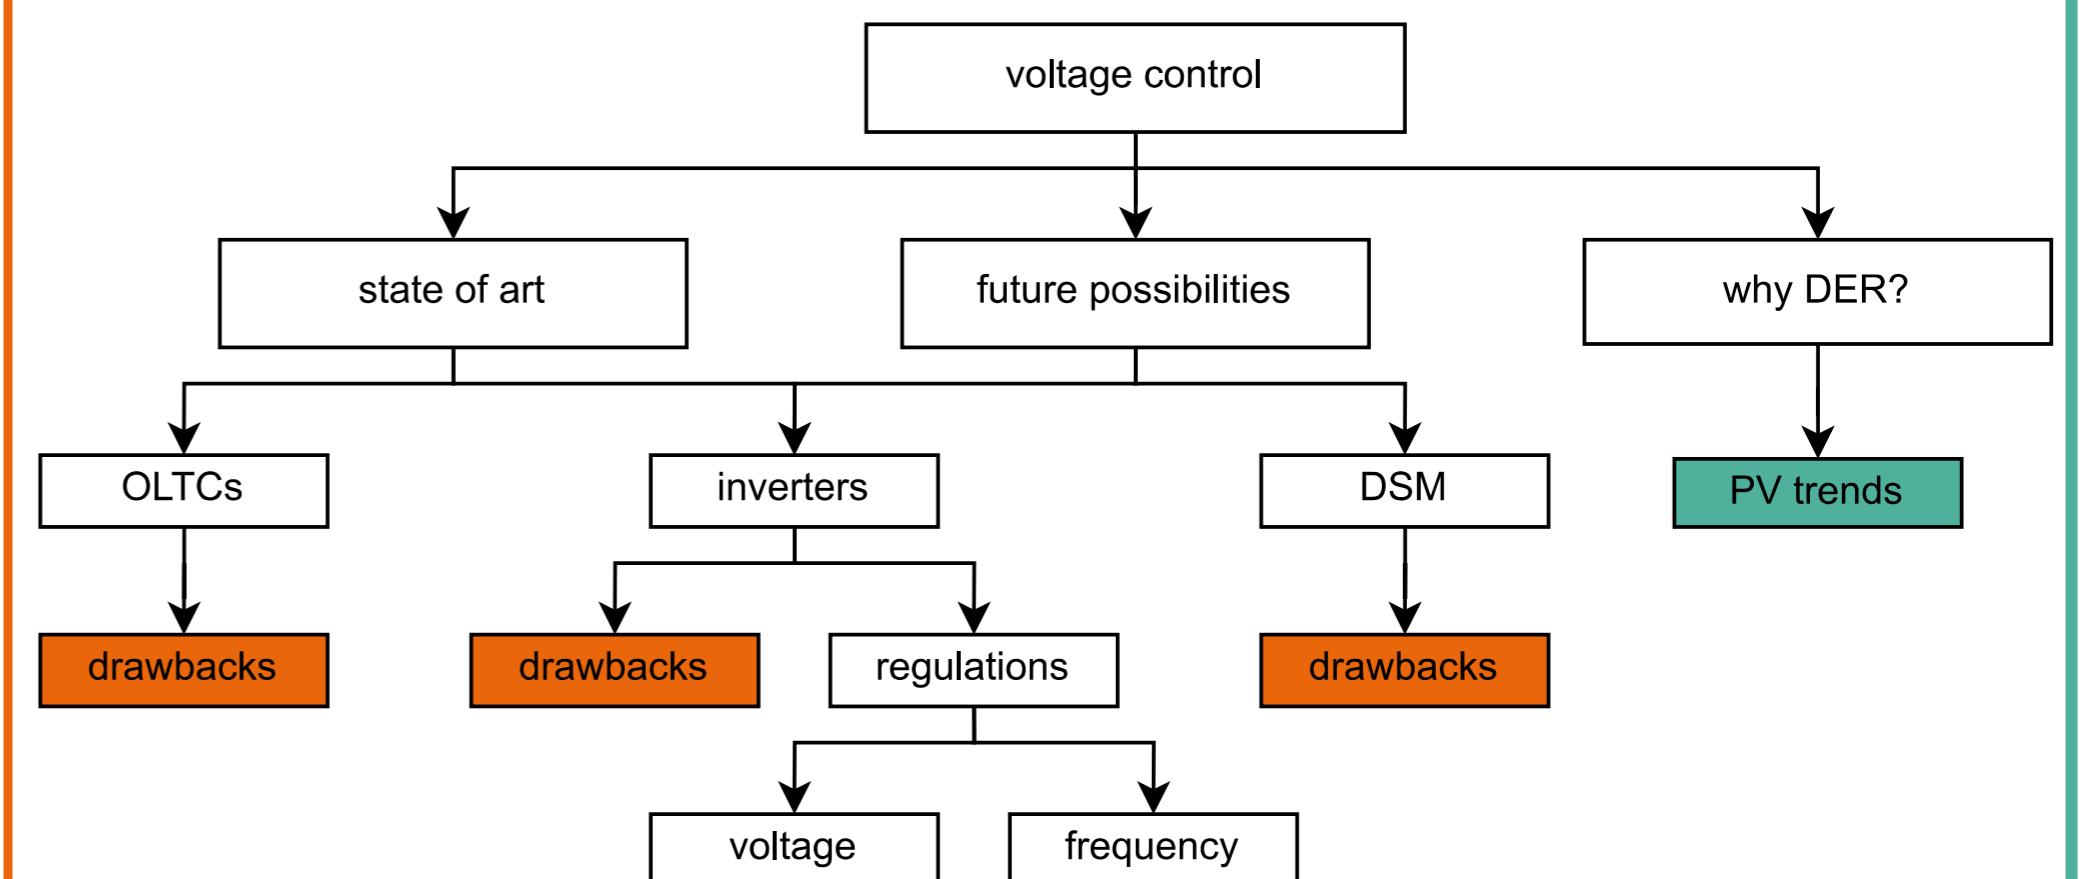 voltage control
state of art
future possibilities
why DER?
OLTCs
inverters
DSM
PV trends
drawbacks
drawbacks
regulations
drawbacks
voltage
frequency